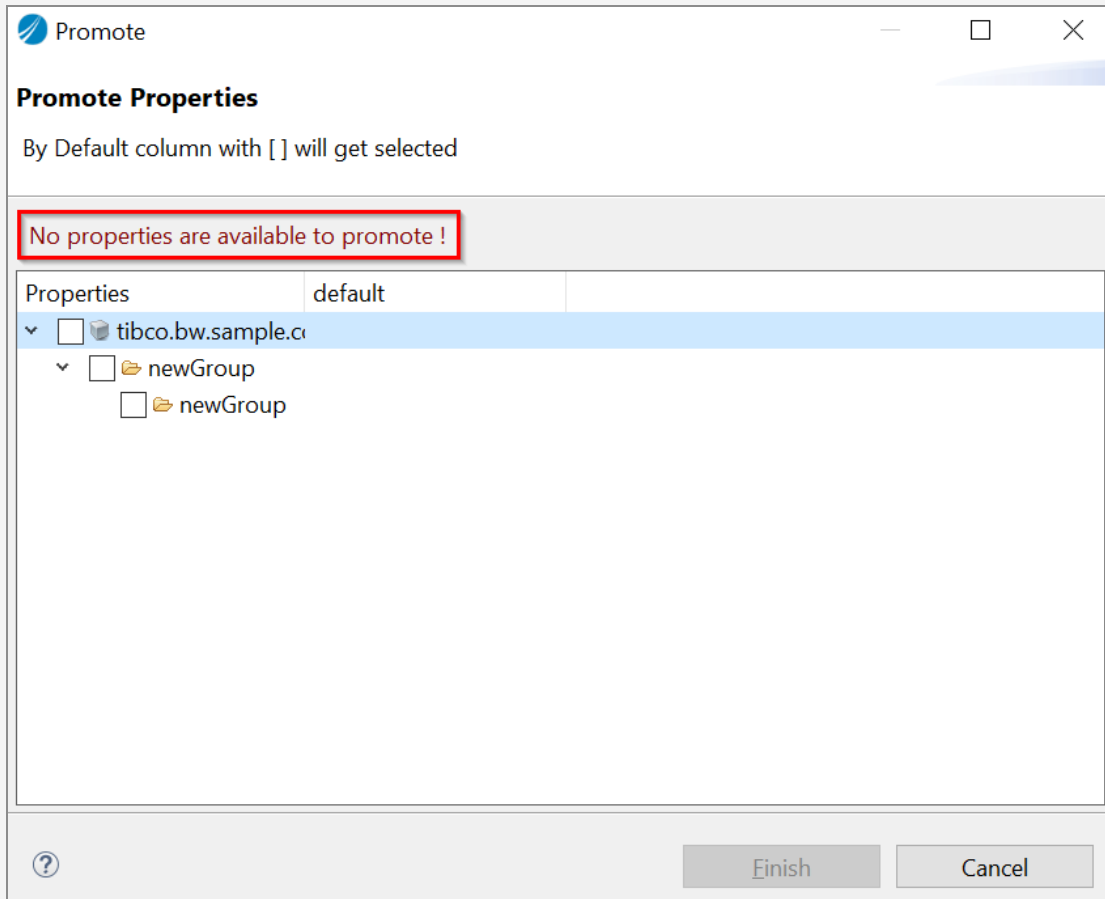 Promote
Promote Properties
By Default column with [ ] will get selected
No properties are available to promote !
Properties default
tibco.bw.sample.c
newGroup
newGroup
Finish Cancel